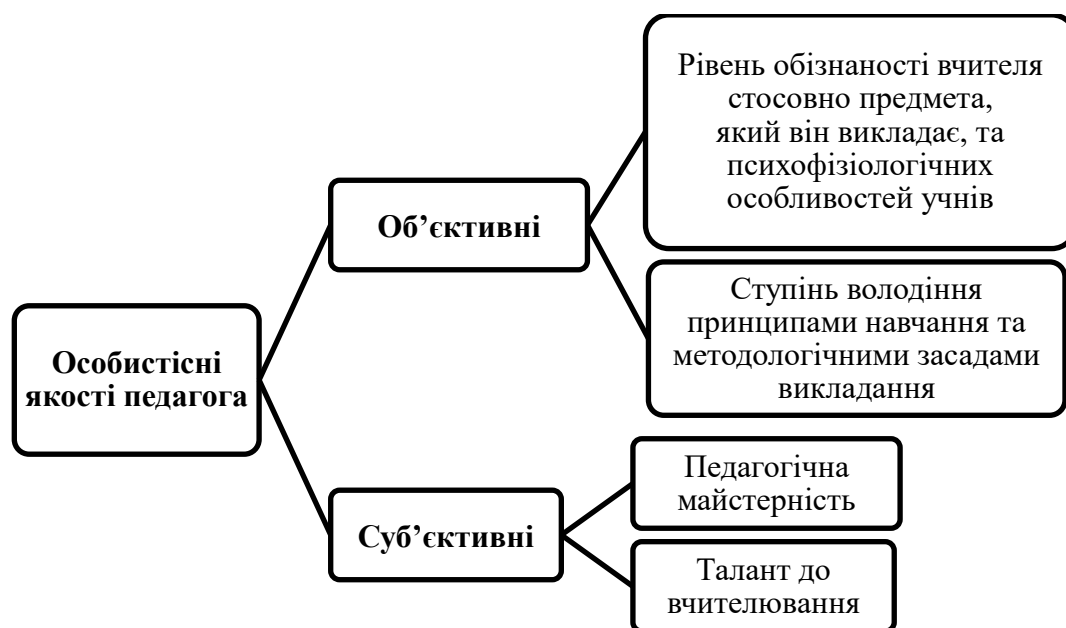 Особистісні
якості педагога
Об’єктивні
Рівень обізнаності вчителя
стосовно предмета,
який він викладає, та
психофізіологічних
особливостей учнів
Ступінь володіння
принципами навчання та
методологічними засадами
викладання
Суб’єктивні
Педагогічна
майстерність
Талант до
вчителювання